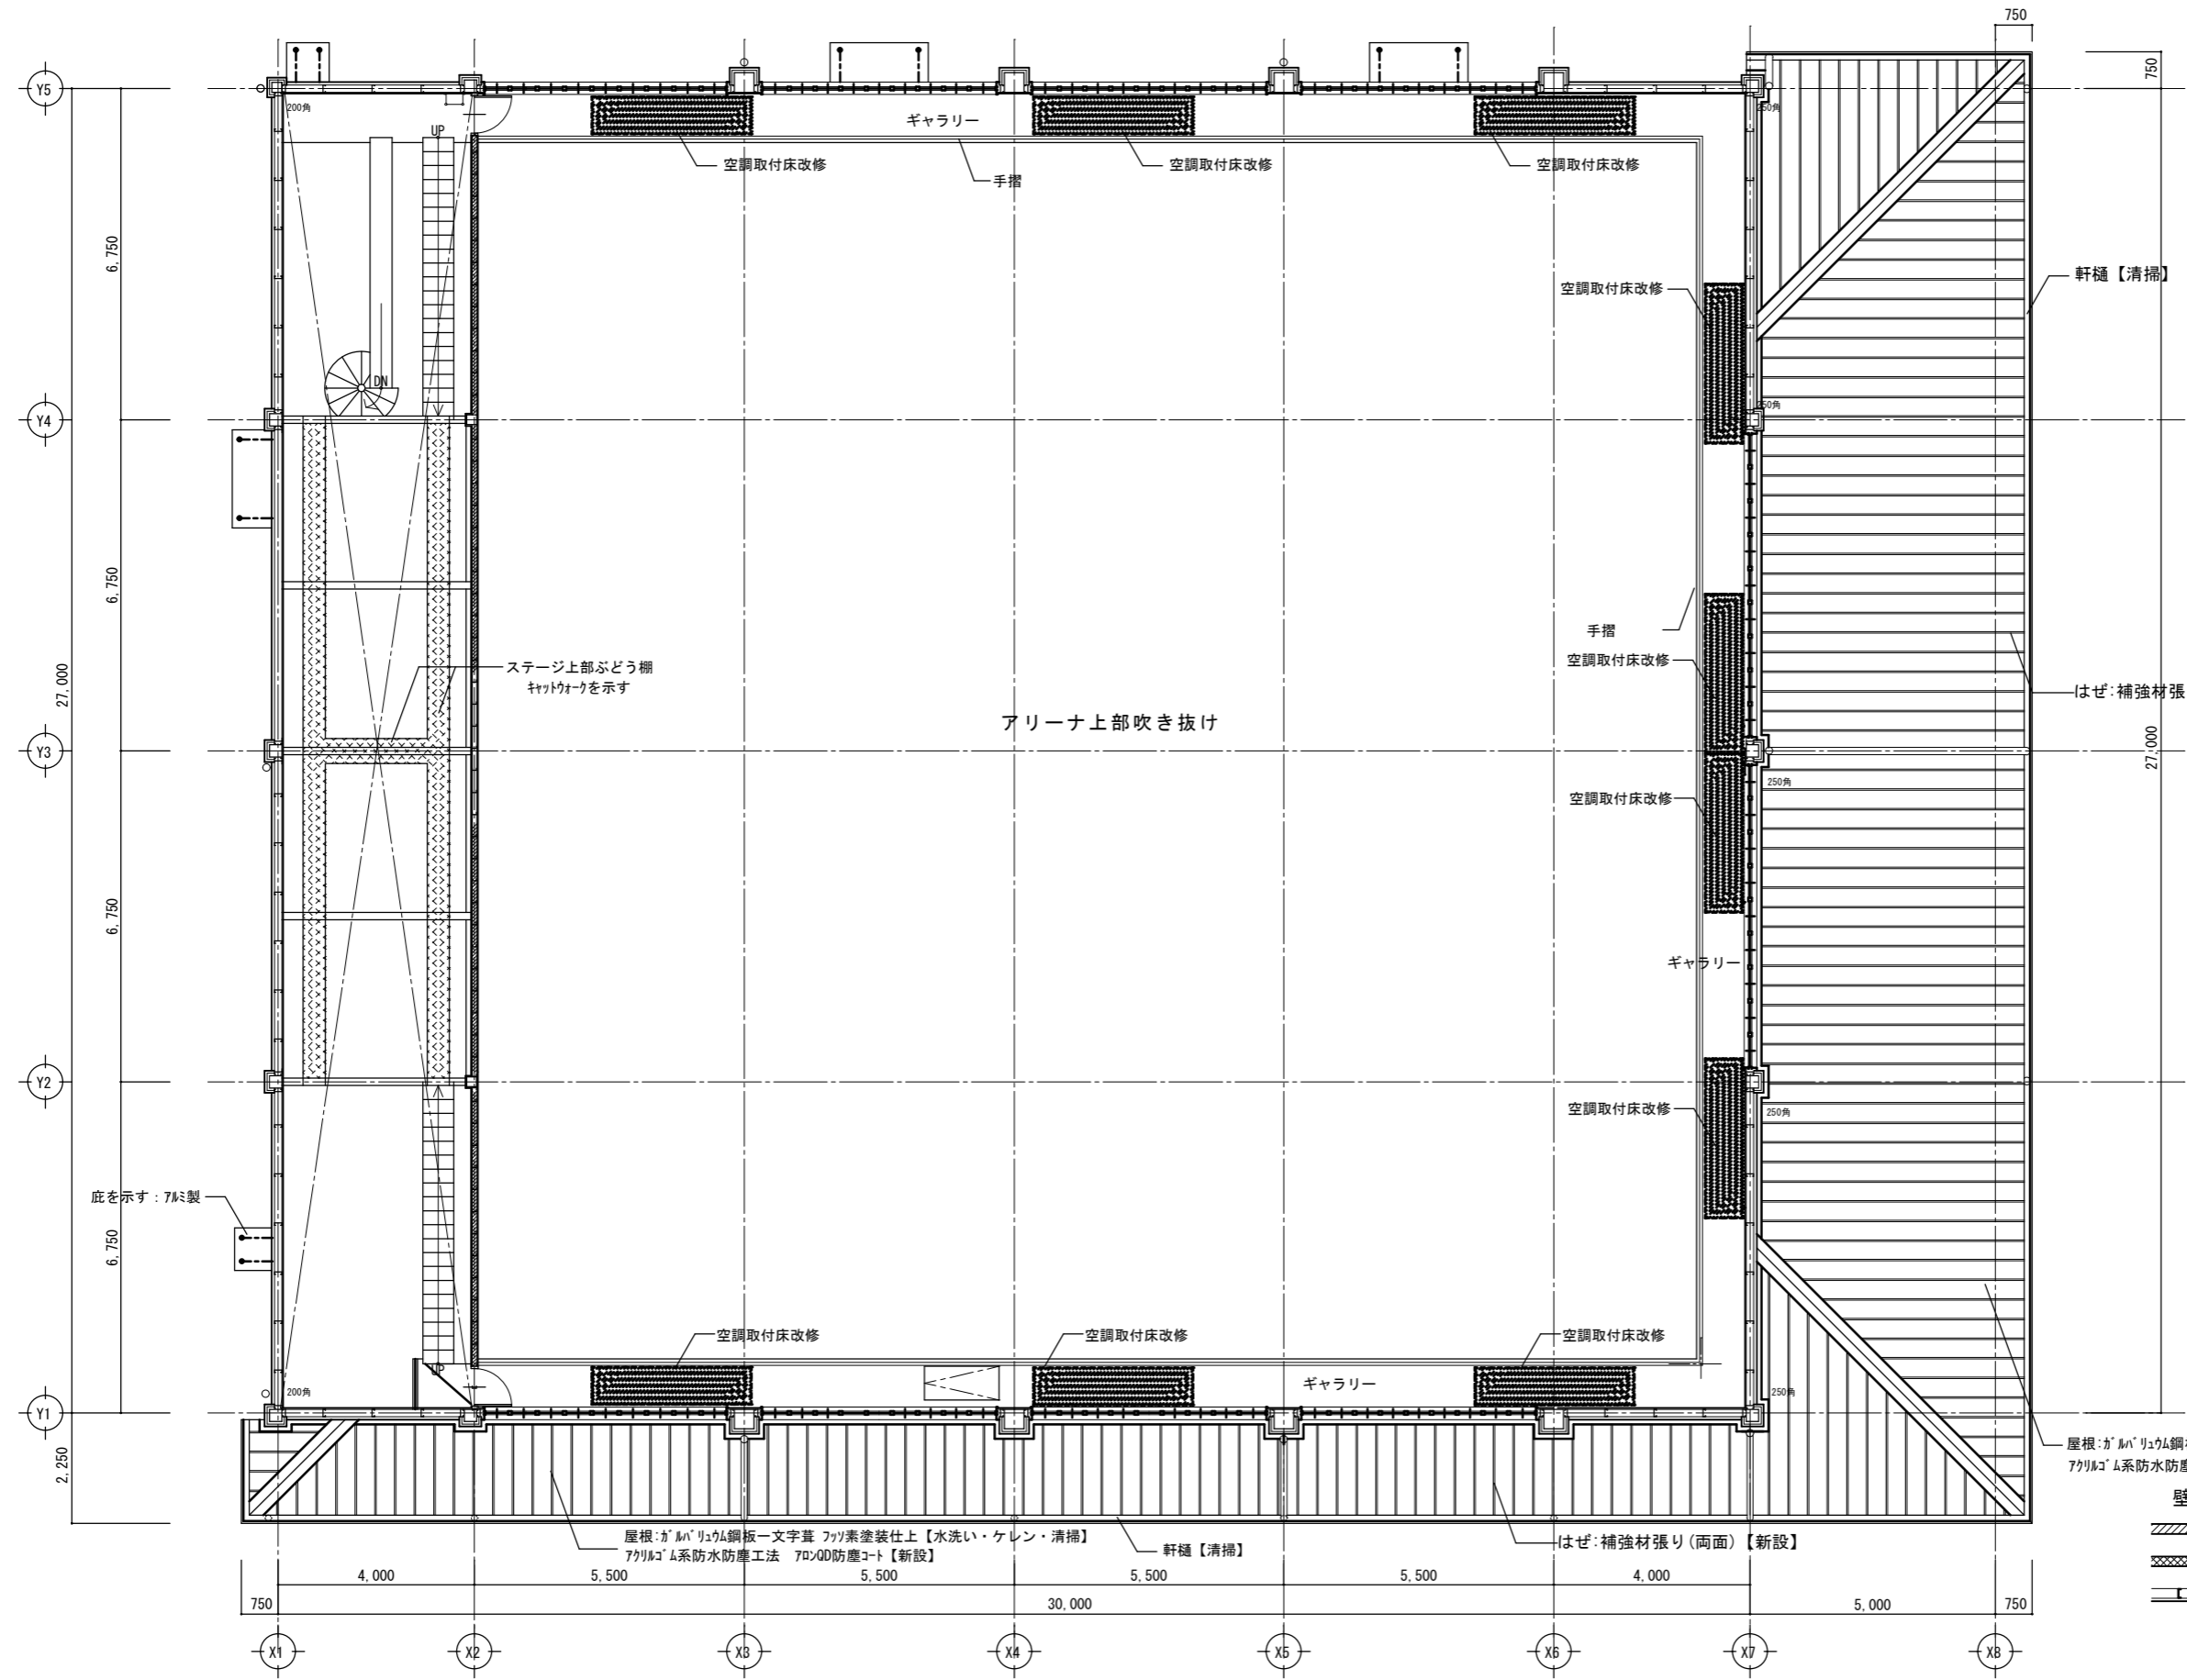 750
Y5
750
200角
UP
ギャラリー
250角
空調取付床改修
空調取付床改修
空調取付床改修
手摺
6,750
空調取付床改修
軒樋【清掃】
DN
250角
Y4
6,750
手摺
空調取付床改修
ステージ上部ぶどう棚
ｷｬｯﾄｳｫｰｸを示す
27,000
はぜ:補強材張
アリーナ上部吹き抜け
Y3
27,000
250角
空調取付床改修
6,750
ギャラリー
Y2
空調取付床改修
250角
庇を示す：ｱﾙﾐ製
6,750
空調取付床改修
空調取付床改修
空調取付床改修
UP
ギャラリー
200角
250角
Y1
2,250
屋根:ｶﾞﾙﾊﾞﾘｭｳﾑ鋼
ｱｸﾘﾙｺﾞﾑ系防水防塵
壁
屋根:ｶﾞﾙﾊﾞﾘｭｳﾑ鋼板一文字葺 ﾌｯｿ素塗装仕上【水洗い・ケレン・清掃】
ｱｸﾘﾙｺﾞﾑ系防水防塵工法 ｱﾛﾝQD防塵ｺｰﾄ【新設】
軒樋【清掃】
はぜ:補強材張り(両面)【新設】
4,000
5,500
5,500
5,500
5,500
4,000
750
30,000
5,000
750
X1
X2
X3
X4
X5
X6
X7
X8